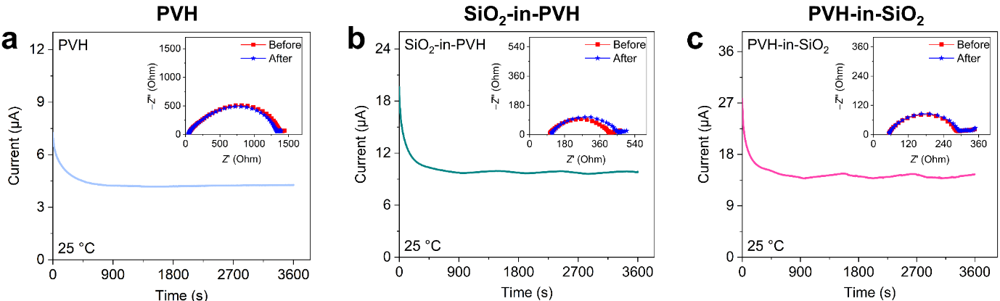 PVH
SiO₂-in-PVH
PVH-in-SiO₂
a
PVH
12
9
6
3
0
Current (µA)
0
900
1800
2700
3600
Time (s)
25 °C
Before
After
1500
1000
500
0
−Z'' (Ohm)
0
500
1000
1500
Z' (Ohm)
b
SiO₂-in-PVH
24
18
12
6
0
Current (µA)
0
900
1800
2700
3600
Time (s)
25 °C
Before
After
540
360
180
0
−Z'' (Ohm)
0
180
360
540
Z' (Ohm)
c
PVH-in-SiO₂
36
27
18
9
0
Current (µA)
0
900
1800
2700
3600
Time (s)
25 °C
Before
After
360
280
210
140
70
0
−Z'' (Ohm)
0
120
240
360
Z' (Ohm)